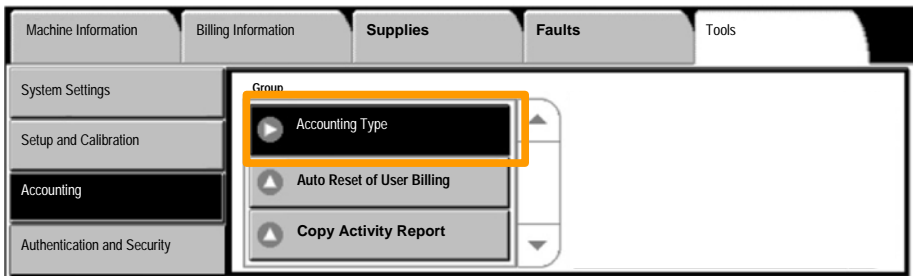 Machine Information
Billing Information
Supplies
Faults
Tools
System Settings
Setup and Calibration
Accounting
Authentication and Security
Group
Accounting Type
Auto Reset of User Billing
Copy Activity Report